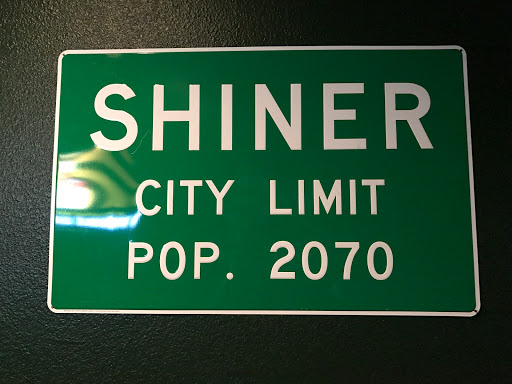 SHINER
CITY LIMIT
POP. 2070